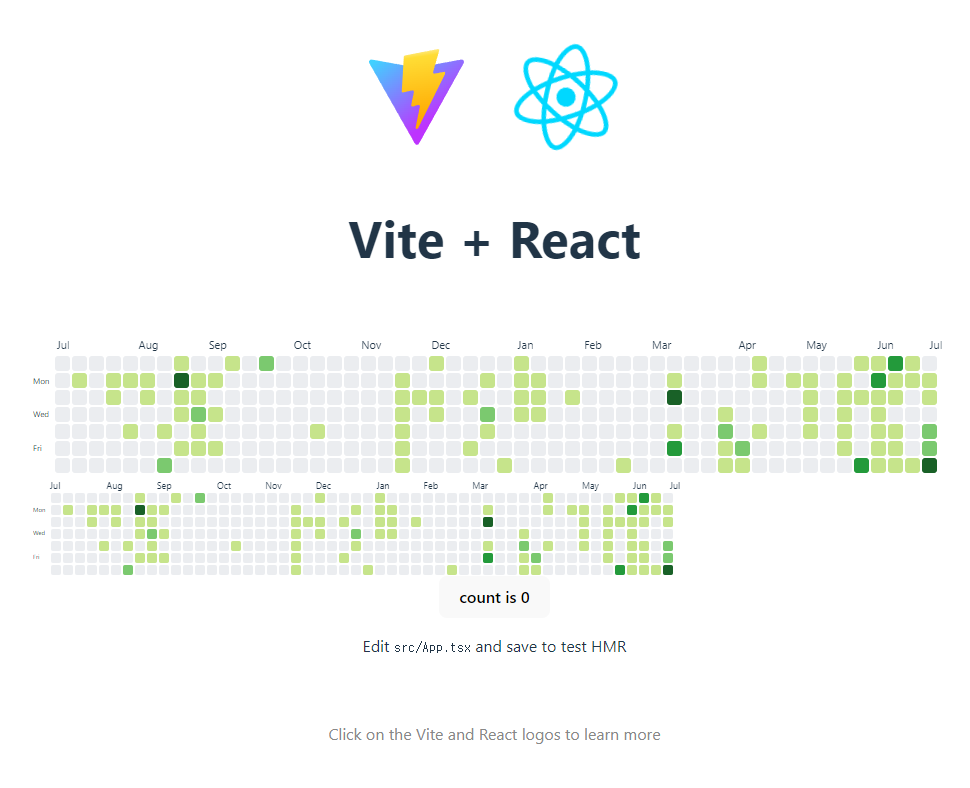 Vite + React
Jul Aug Sep Oct Nov Dec Jan Feb Mar Apr May Jun Jul
Mon
Wed
Fri
Jul Aug Sep Oct Nov Dec Jan Feb Mar Apr May Jun Jul
Mon
Wed
Fri
count is 0
Edit src/App.tsx and save to test HMR
Click on the Vite and React logos to learn more